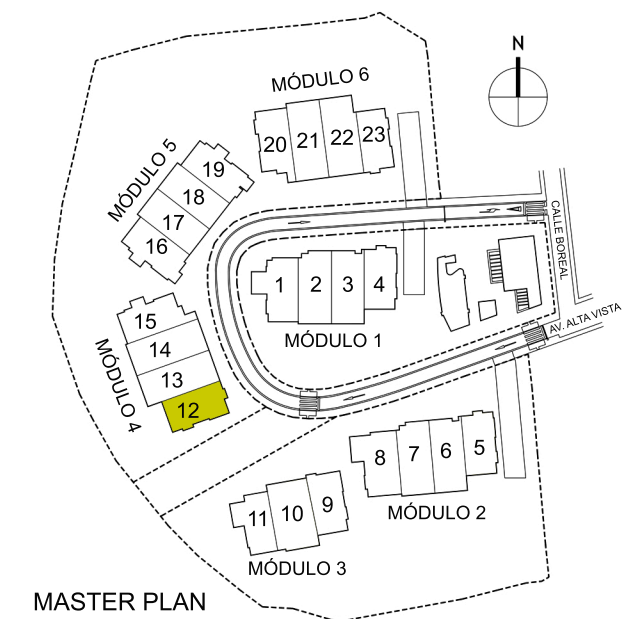 N
MÓDULO 6
20 21 22 23
MÓDULO 5
19
18
17
16
CALLE BOREAL
1 2 3 4
MÓDULO 1
AV. ALTA VISTA
MÓDULO 4
15
14
13
12
8 7 6 5
MÓDULO 2
11 10 9
MÓDULO 3
MASTER PLAN